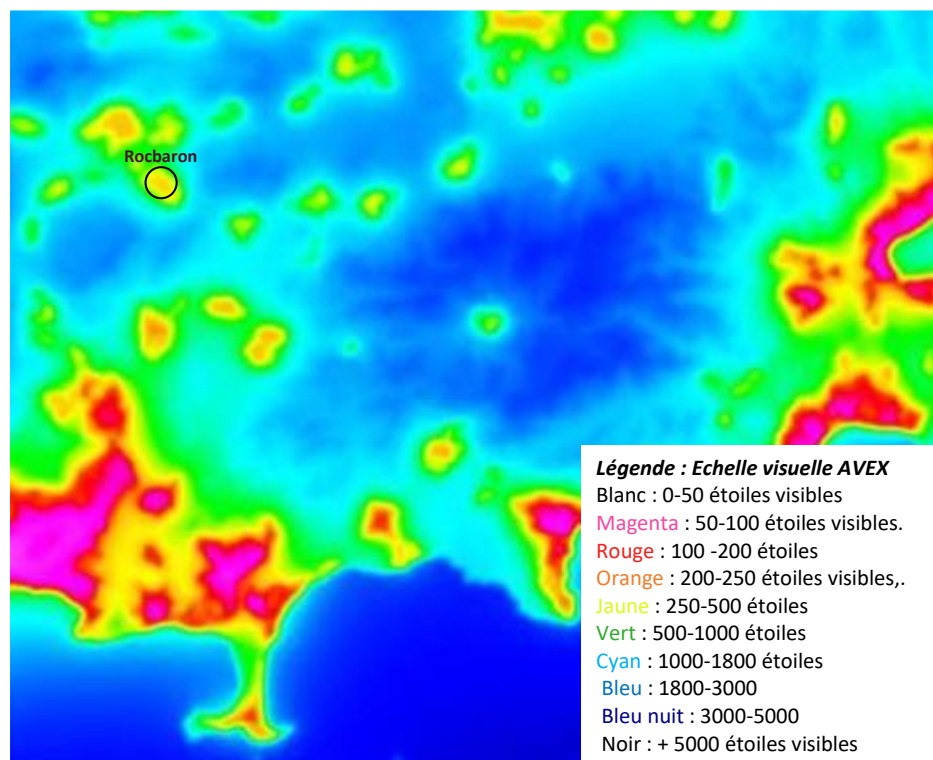 Rocbaron
Légende : Echelle visuelle AVEX
Blanc : 0-50 étoiles visibles
Magenta : 50-100 étoiles visibles.
Rouge : 100 -200 étoiles
Orange : 200-250 étoiles visibles,.
Jaune : 250-500 étoiles
Vert : 500-1000 étoiles
Cyan : 1000-1800 étoiles
Bleu : 1800-3000
Bleu nuit : 3000-5000
Noir : + 5000 étoiles visibles